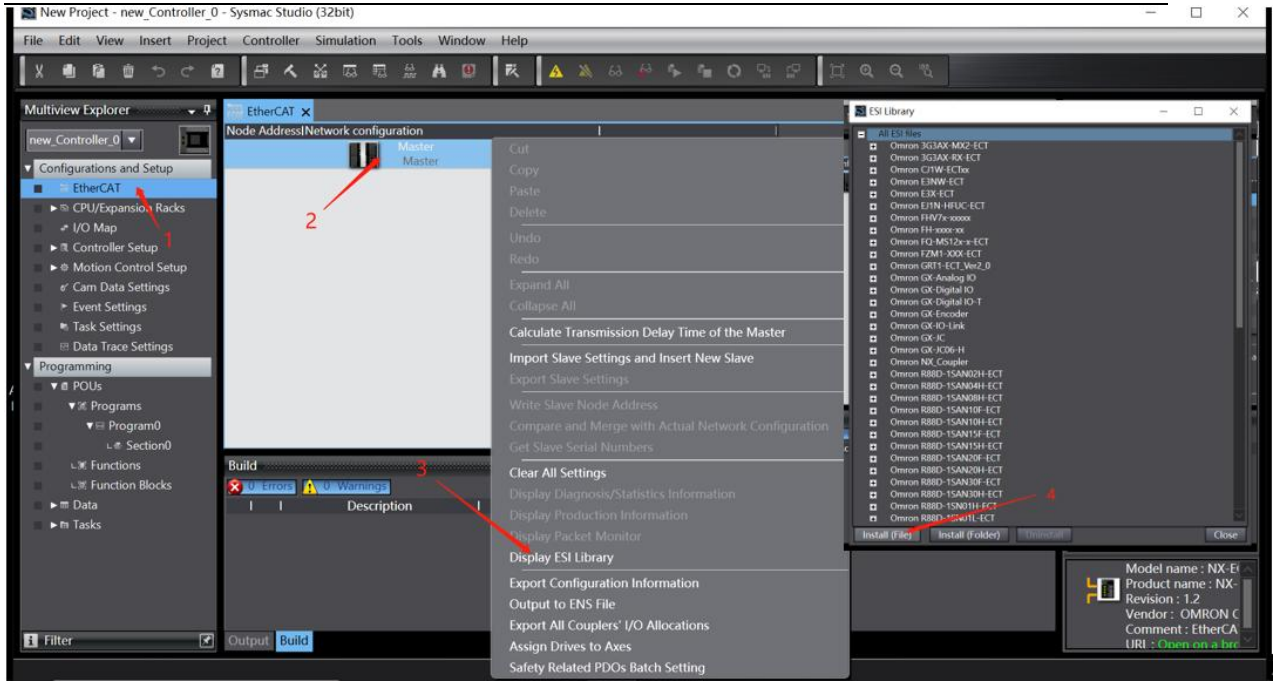 New Project - new_Controller_0 - Sysmac Studio (32bit)
File Edit View Insert Project Controller Simulation Tools Window Help
Multiview Explorer
new_Controller_0
Configurations and Setup
EtherCAT
CPU/Expansion Racks
I/O Map
Controller Setup
Motion Control Setup
Cam Data Settings
Event Settings
Task Settings
Data Trace Settings
Programming
POUs
Programs
Program0
Section0
Functions
Function Blocks
Data
Tasks
Filter
1
EtherCAT
Node Address Network configuration
Master
Master
2
Build
0 Errors 0 Warnings
Description
Output Build
3
Cut
Copy
Paste
Delete
Undo
Redo
Expand All
Collapse All
Calculate Transmission Delay Time of the Master
Import Slave Settings and Insert New Slave
Export Slave Settings
Write Slave Node Address
Compare and Merge with Actual Network Configuration
Get Slave Serial Numbers
Clear All Settings
Display Diagnosis/Statistics Information
Display Production Information
Display Packet Monitor
Display ESI Library
Export Configuration Information
Output to ENS File
Export All Couplers' I/O Allocations
Assign Drives to Axes
Safety Related PDOs Batch Setting
ESI Library
All ESI files
Omron 3G3AX-MX2-ECT
Omron 3G3AX-RX-ECT
Omron CJ1W-ECTxx
Omron E3NW-ECT
Omron E3X-ECT
Omron EJ1N-HFUC-ECT
Omron FHV7x-xxxxx
Omron FH-xxxx-xx
Omron FQ-MS12x-x-ECT
Omron FZM1-XXX-ECT
Omron GRT1-ECT_Ver2_0
Omron GX-Analog IO
Omron GX-Digital IO
Omron GX-Digital IO-T
Omron GX-Encoder
Omron GX-IO-Link
Omron GX-JC
Omron GX-JC06-H
Omron NX_Coupler
Omron R88D-1SAN02H-ECT
Omron R88D-1SAN04H-ECT
Omron R88D-1SAN08H-ECT
Omron R88D-1SAN10F-ECT
Omron R88D-1SAN10H-ECT
Omron R88D-1SAN15F-ECT
Omron R88D-1SAN15H-ECT
Omron R88D-1SAN20F-ECT
Omron R88D-1SAN20H-ECT
Omron R88D-1SAN30F-ECT
Omron R88D-1SAN30H-ECT
Omron R88D-1SN01H-ECT
Omron R88D-1SN01L-ECT
4
Install (File) Install (Folder) Uninstall Close
Model name : NX-E
Product name : NX-
Revision : 1.2
Vendor : OMRON C
Comment : EtherCA
URL : Open on a bro